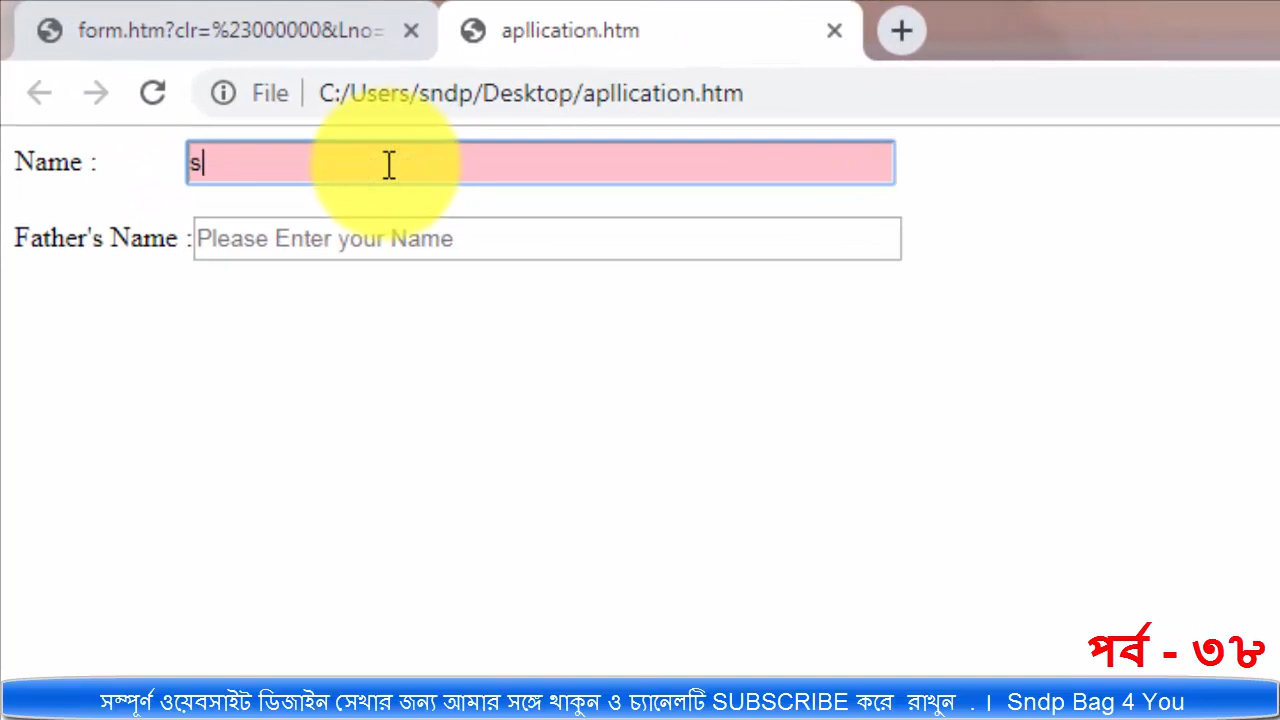 form.htm?clr=%23000000&Lno=
apllication.htm
File C:/Users/sndp/Desktop/apllication.htm
Name : s
Father's Name : Please Enter your Name
পর্ব - ৩৮
সম্পূর্ণ ওয়েবসাইট ডিজাইন সেখার জন্য আমার সঙ্গে থাকুন ও চ্যানেলটি SUBSCRIBE করে রাখুন . । Sndp Bag 4 You